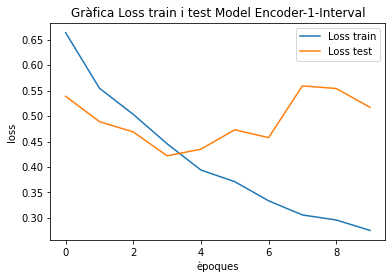 Gràfica Loss train i test Model Encoder-1-Interval
Loss train
Loss test
loss
0.65
0.60
0.55
0.50
0.45
0.40
0.35
0.30
0 2 4 6 8
èpoques